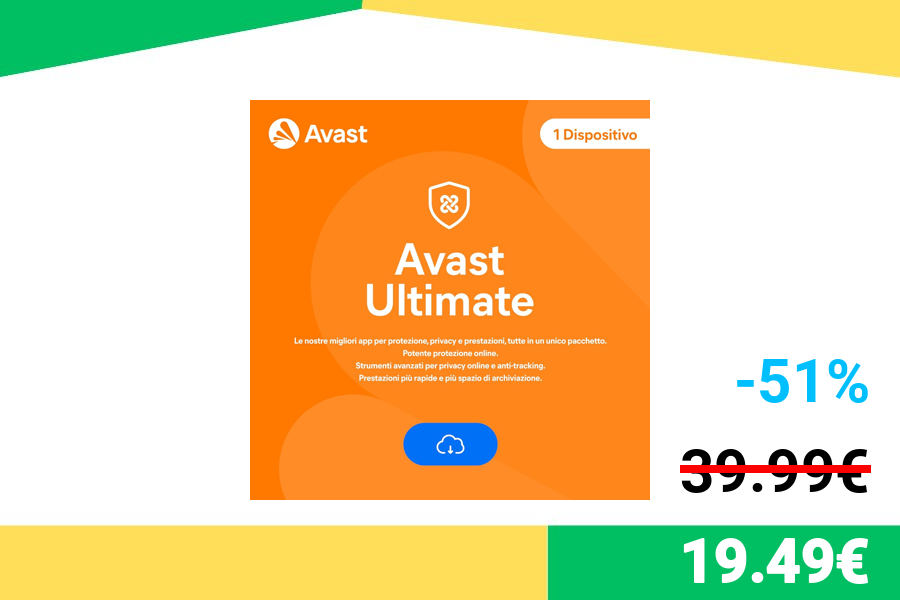 Avast
1 Dispositivo
Avast
Ultimate
Le nostre migliori app per protezione, privacy e prestazioni, tutte in un unico pacchetto.
Potente protezione online.
Strumenti avanzati per privacy online e anti-tracking.
Prestazioni più rapide e più spazio di archiviazione.
-51%
39.99€
19.49€